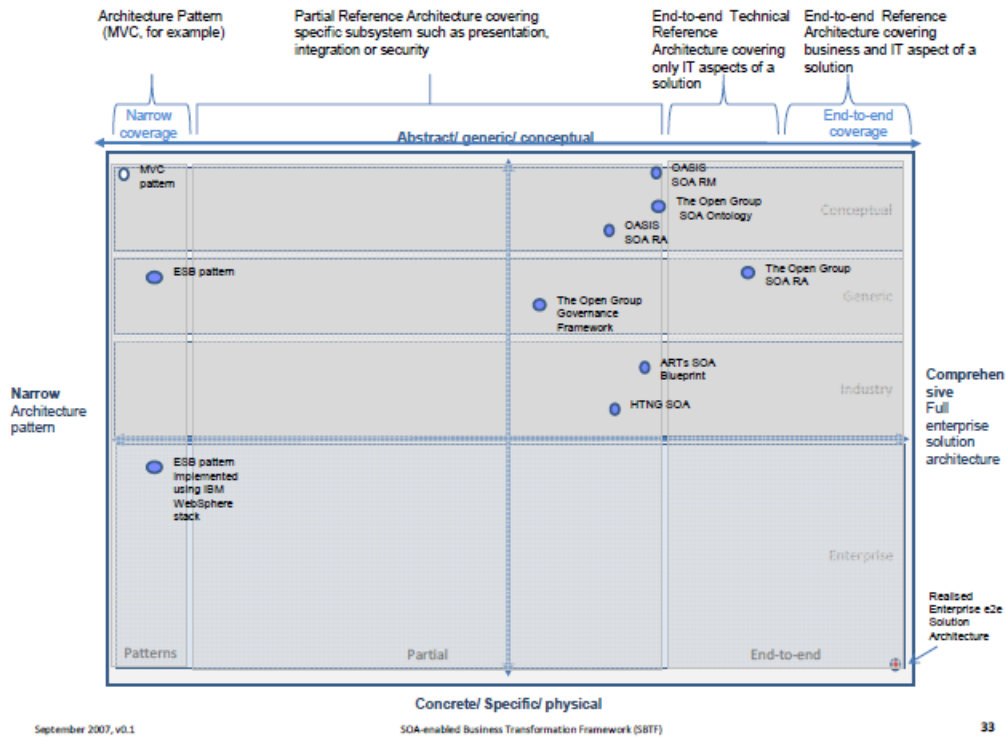 Architecture Pattern
(MVC, for example)
Partial Reference Architecture covering
specific subsystem such as presentation,
integration or security
End-to-end Technical
Reference
Architecture covering
only IT aspects of a
solution
End-to-end Reference
Architecture covering
business and IT aspect of a
solution
Narrow
coverage
Abstract/ generic/ conceptual
End-to-end
coverage
MVC
pattern
OASIS
SOA RM
The Open Group
SOA Ontology
Conceptual
OASIS
SOA RA
ESB pattern
The Open Group
SOA RA
Generic
The Open Group
Governance
Framework
ARTs SOA
Blueprint
Industry
HTNG SOA
Narrow
Architecture
pattern
Comprehen
sive
Full
enterprise
solution
architecture
ESB pattern
implemented
using IBM
WebSphere
stack
Enterprise
Realised
Enterprise e2e
Solution
Architecture
Patterns
Partial
End-to-end
Concrete/ Specific/ physical
September 2007, v0.1
SOA-enabled Business Transformation Framework (SBTF)
33